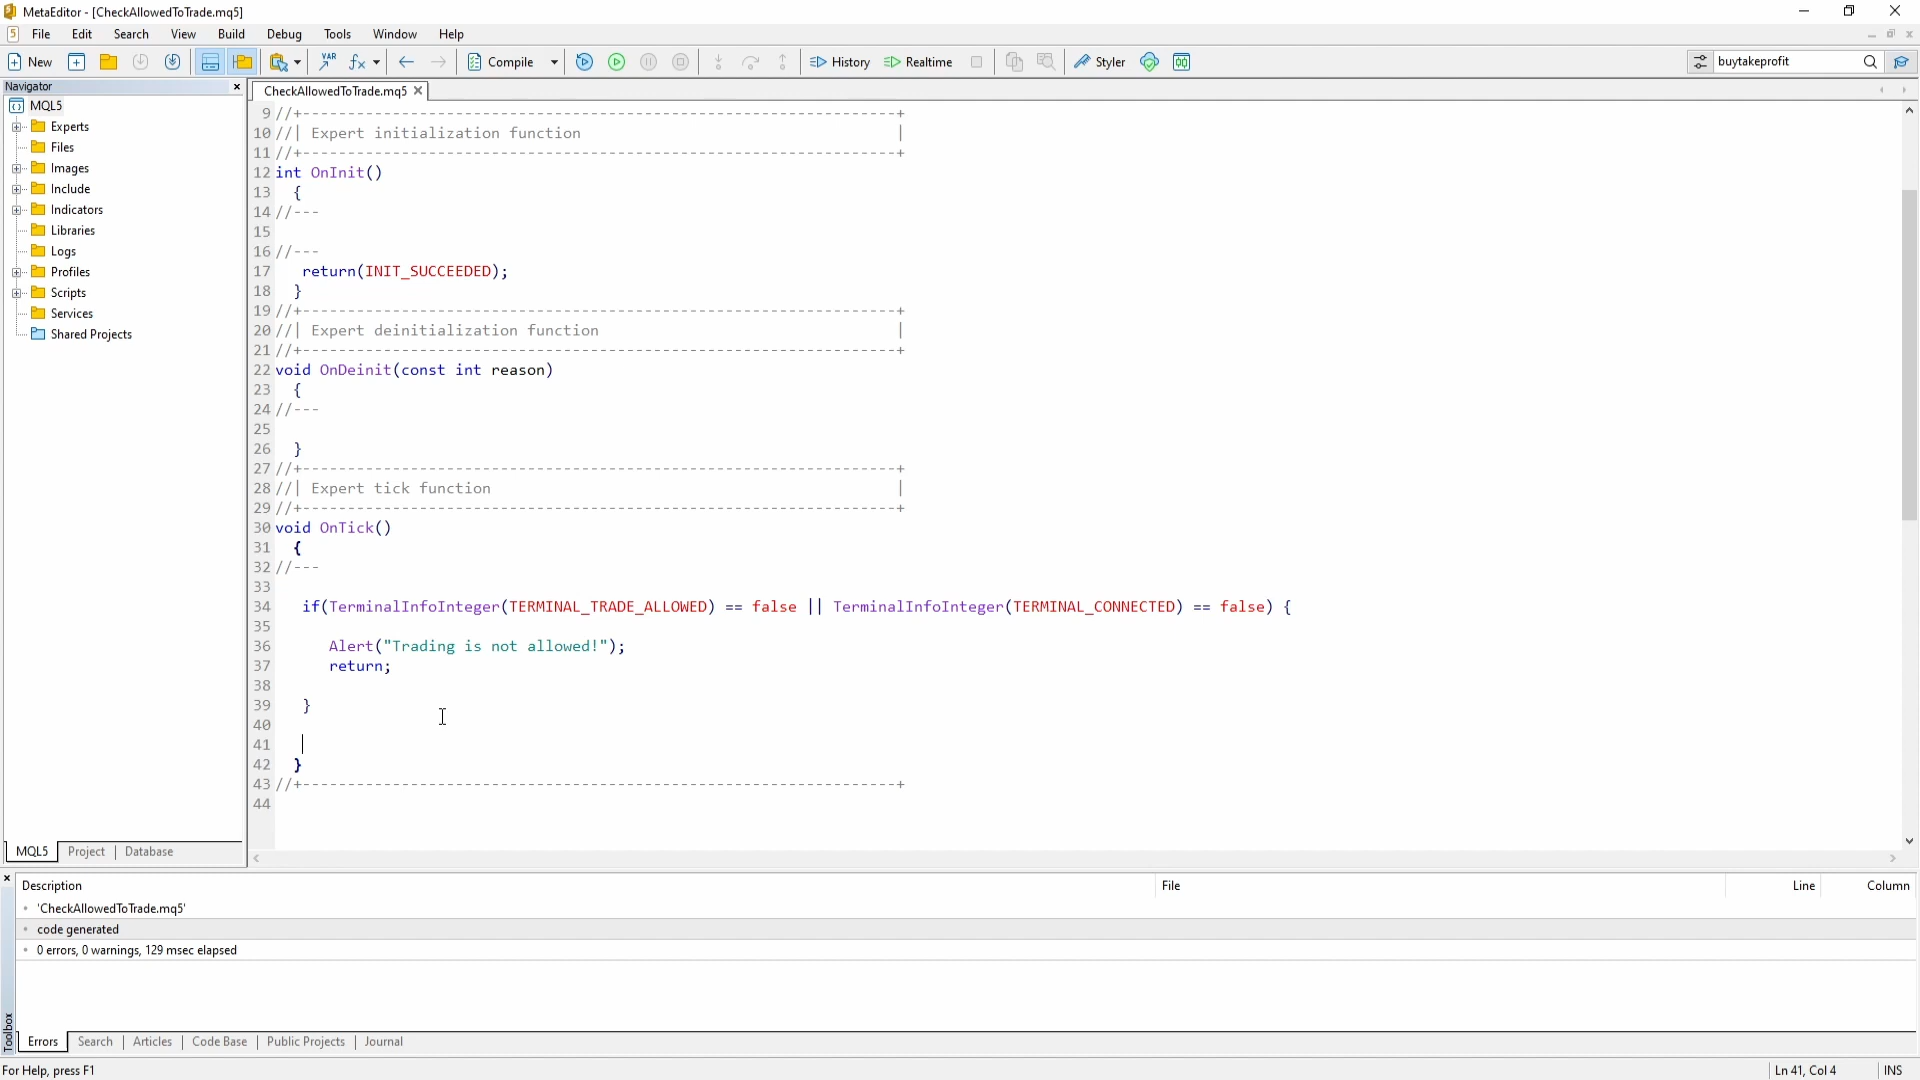 MetaEditor - [CheckAllowedToTrade.mq5]
File Edit Search View Build Debug Tools Window Help
New VAR Compile History Realtime Styler buytakeprofit
Navigator
MQL5
Experts
Files
Images
Include
Indicators
Libraries
Logs
Profiles
Scripts
Services
Shared Projects
MQL5 Project Database
CheckAllowedToTrade.mq5
9 //+------------------------------------------------------------------+
10 //| Expert initialization function |
11 //+------------------------------------------------------------------+
12 int OnInit()
13 {
14 //---
15
16 //---
17 return(INIT_SUCCEEDED);
18 }
19 //+------------------------------------------------------------------+
20 //| Expert deinitialization function |
21 //+------------------------------------------------------------------+
22 void OnDeinit(const int reason)
23 {
24 //---
25
26 }
27 //+------------------------------------------------------------------+
28 //| Expert tick function |
29 //+------------------------------------------------------------------+
30 void OnTick()
31 {
32 //---
33
34 if(TerminalInfoInteger(TERMINAL_TRADE_ALLOWED) == false || TerminalInfoInteger(TERMINAL_CONNECTED) == false) {
35
36 Alert("Trading is not allowed!");
37 return;
38
39 }
40
41
42 }
43 //+------------------------------------------------------------------+
44
Toolbox
Description File Line Column
'CheckAllowedToTrade.mq5'
code generated
0 errors, 0 warnings, 129 msec elapsed
Errors Search Articles Code Base Public Projects Journal
For Help, press F1 Ln 41, Col 4 INS